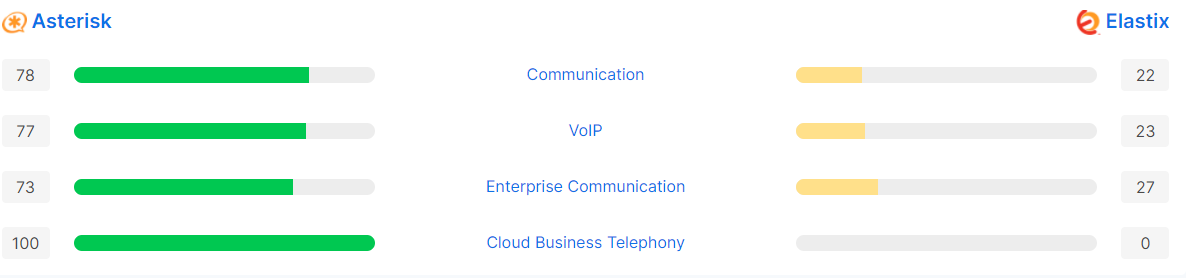 Asterisk Elastix
78 Communication 22
77 VoIP 23
73 Enterprise Communication 27
100 Cloud Business Telephony 0